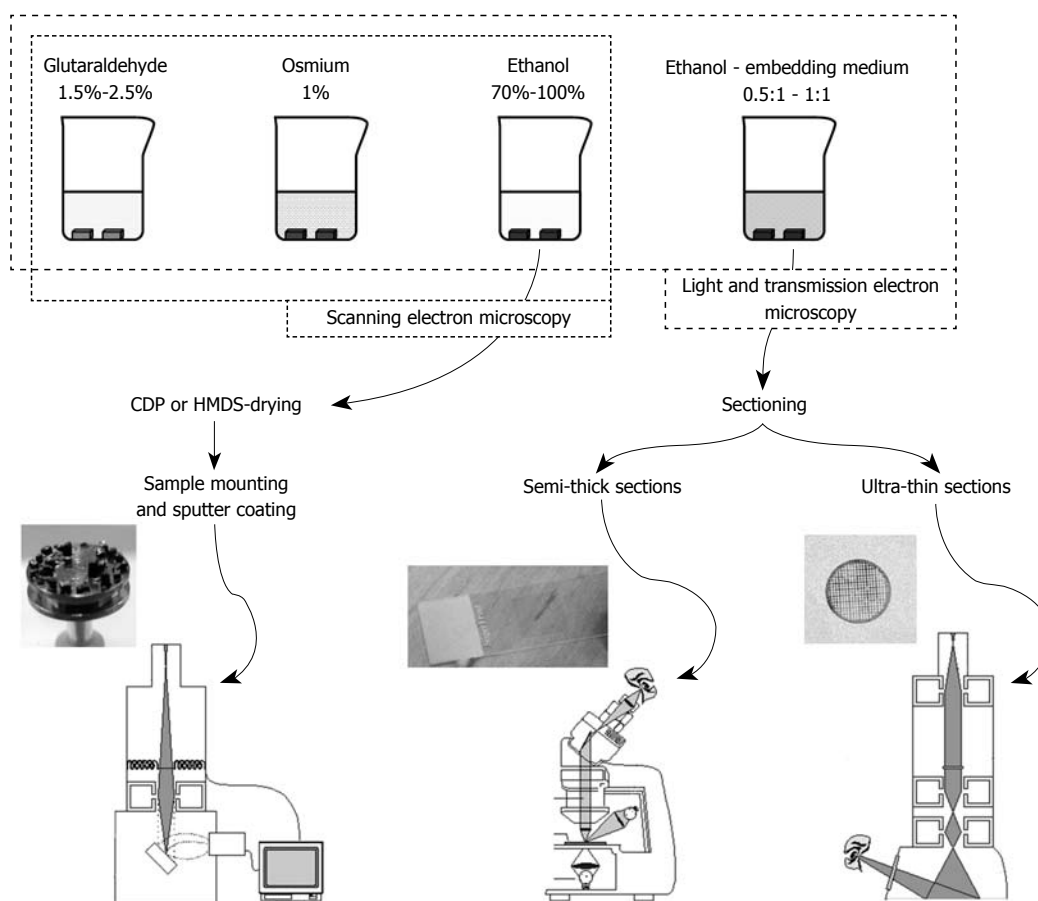 Glutaraldehyde
1.5%-2.5%
Osmium
1%
Ethanol
70%-100%
Ethanol - embedding medium
0.5:1 - 1:1
Light and transmission electron
microscopy
Scanning electron microscopy
CDP or HMDS-drying
Sectioning
Sample mounting
and sputter coating
Semi-thick sections
Ultra-thin sections